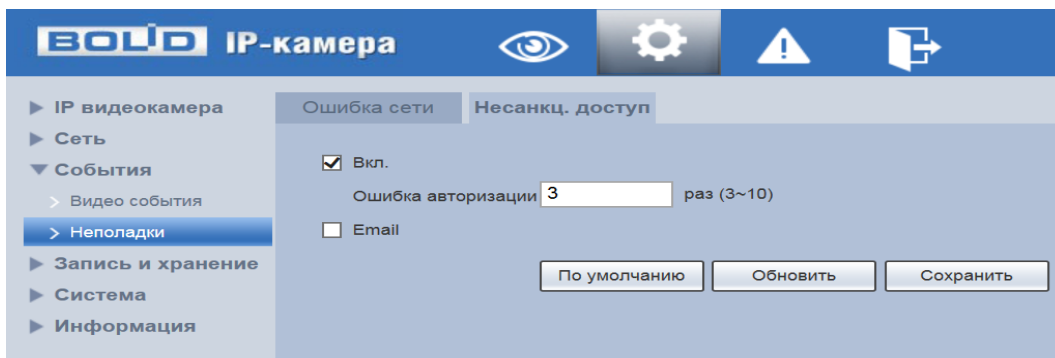 BOLID IP-камера
IP видеокамера
Сеть
События
Видео события
Неполадки
Запись и хранение
Система
Информация
Ошибка сети Несанкц. доступ
Вкл.
Ошибка авторизации 3 раз (3~10)
Email
По умолчанию Обновить Сохранить